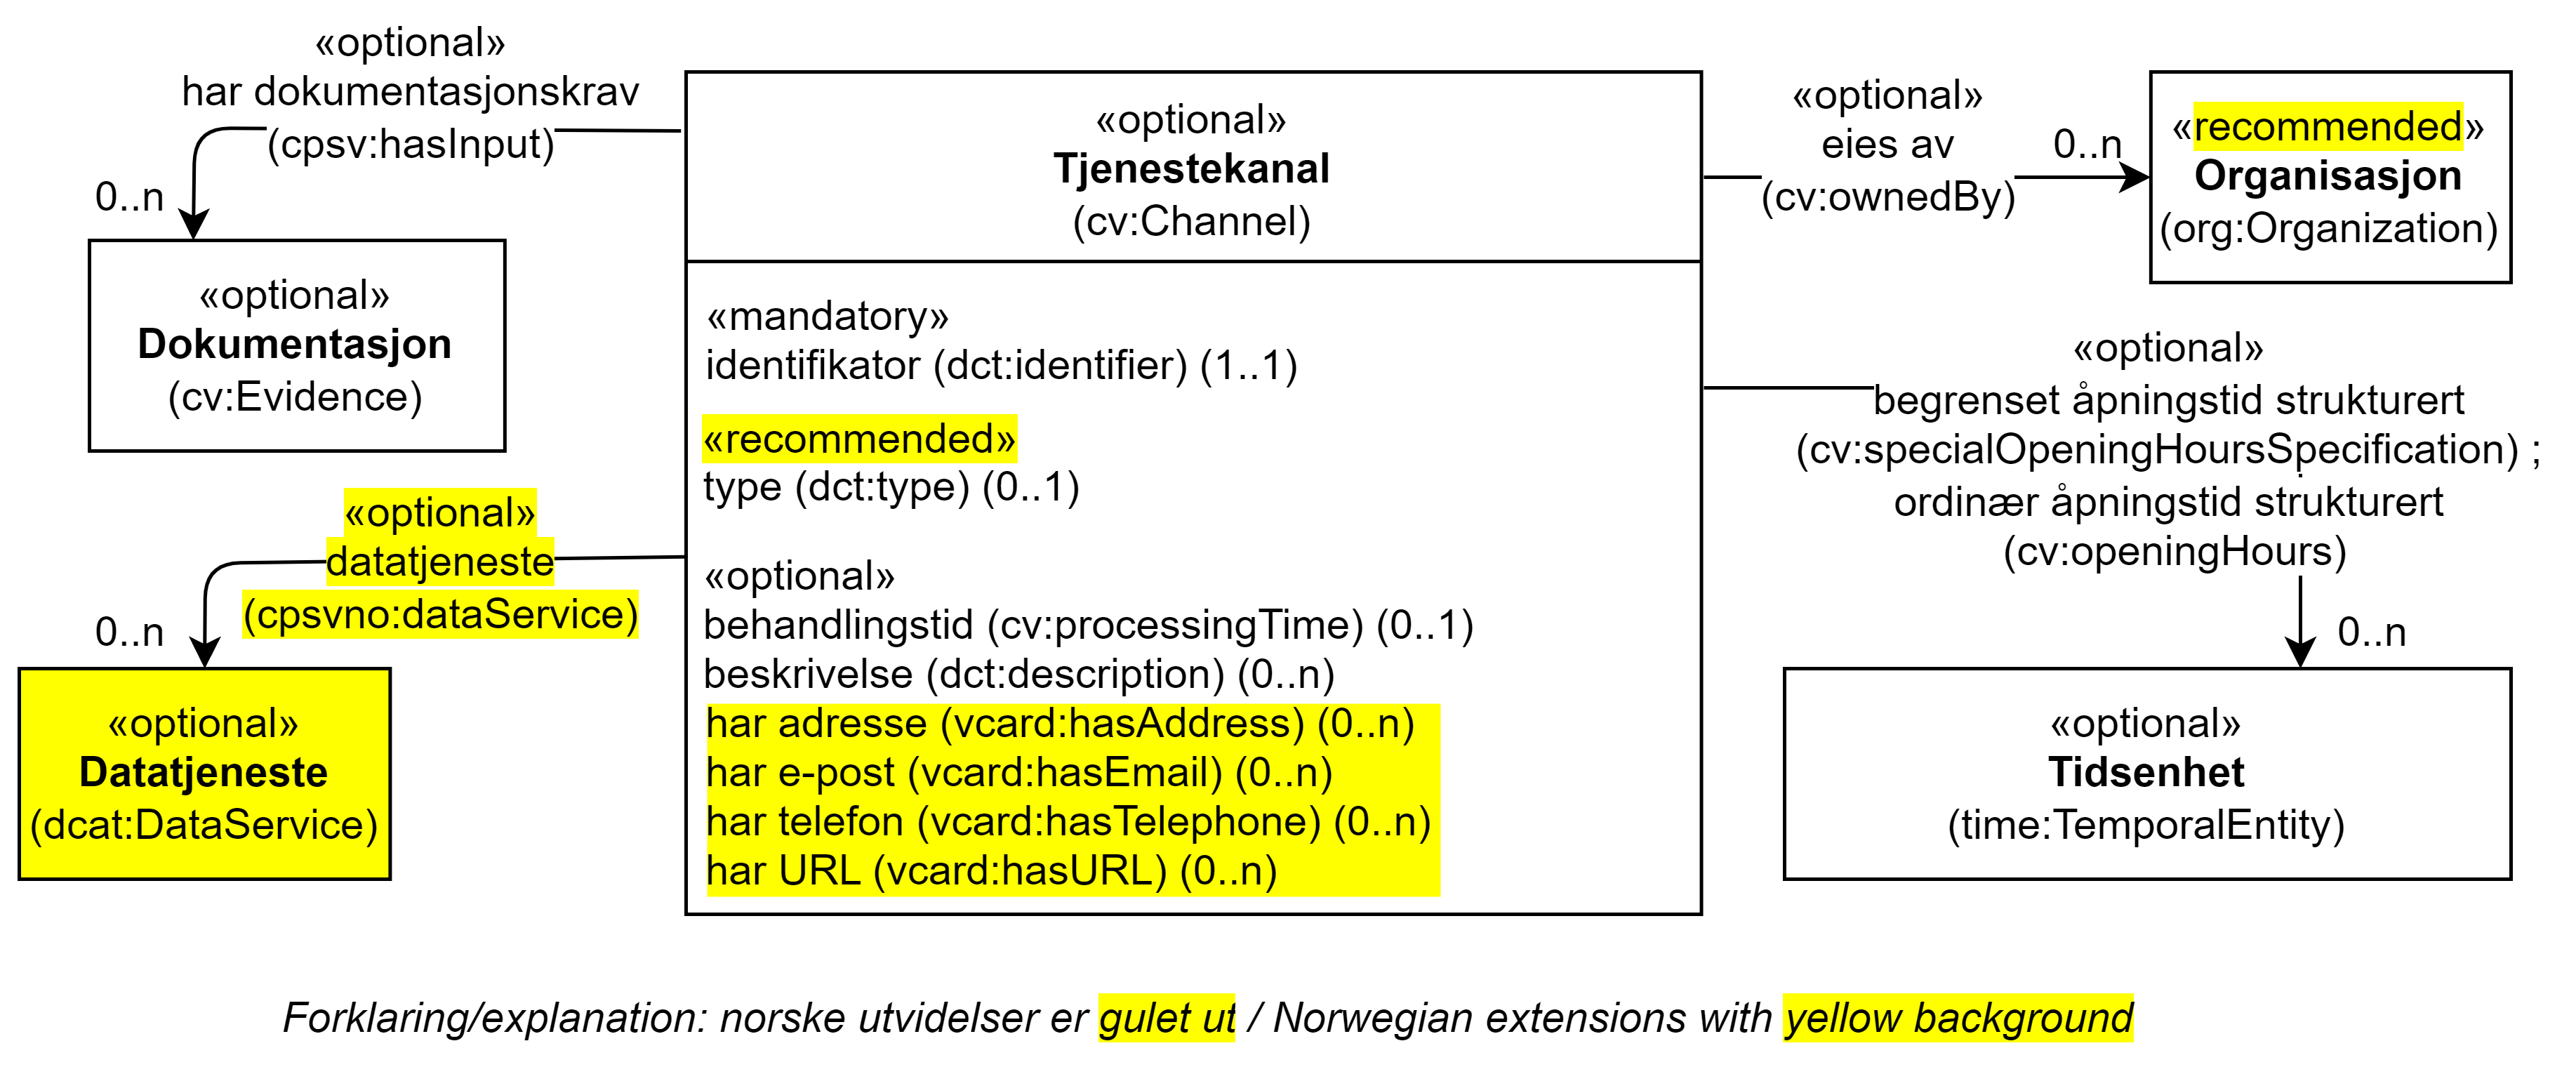 «optional»
har dokumentasjonskrav
(cpsv:hasInput)
0..n
«optional»
Dokumentasjon
(cv:Evidence)
«optional»
datatjeneste
(cpsvno:dataService)
0..n
«optional»
Datatjeneste
(dcat:DataService)
«optional»
Tjenestekanal
(cv:Channel)
«mandatory»
identifikator (dct:identifier) (1..1)
«recommended»
type (dct:type) (0..1)
«optional»
behandlingstid (cv:processingTime) (0..1)
beskrivelse (dct:description) (0..n)
har adresse (vcard:hasAddress) (0..n)
har e-post (vcard:hasEmail) (0..n)
har telefon (vcard:hasTelephone) (0..n)
har URL (vcard:hasURL) (0..n)
«optional»
eies av
(cv:ownedBy)
0..n
«recommended»
Organisasjon
(org:Organization)
«optional»
begrenset åpningstid strukturert
(cv:specialOpeningHoursSpecification) ;
ordinær åpningstid strukturert
(cv:openingHours)
0..n
«optional»
Tidsenhet
(time:TemporalEntity)
Forklaring/explanation: norske utvidelser er gulet ut / Norwegian extensions with yellow background